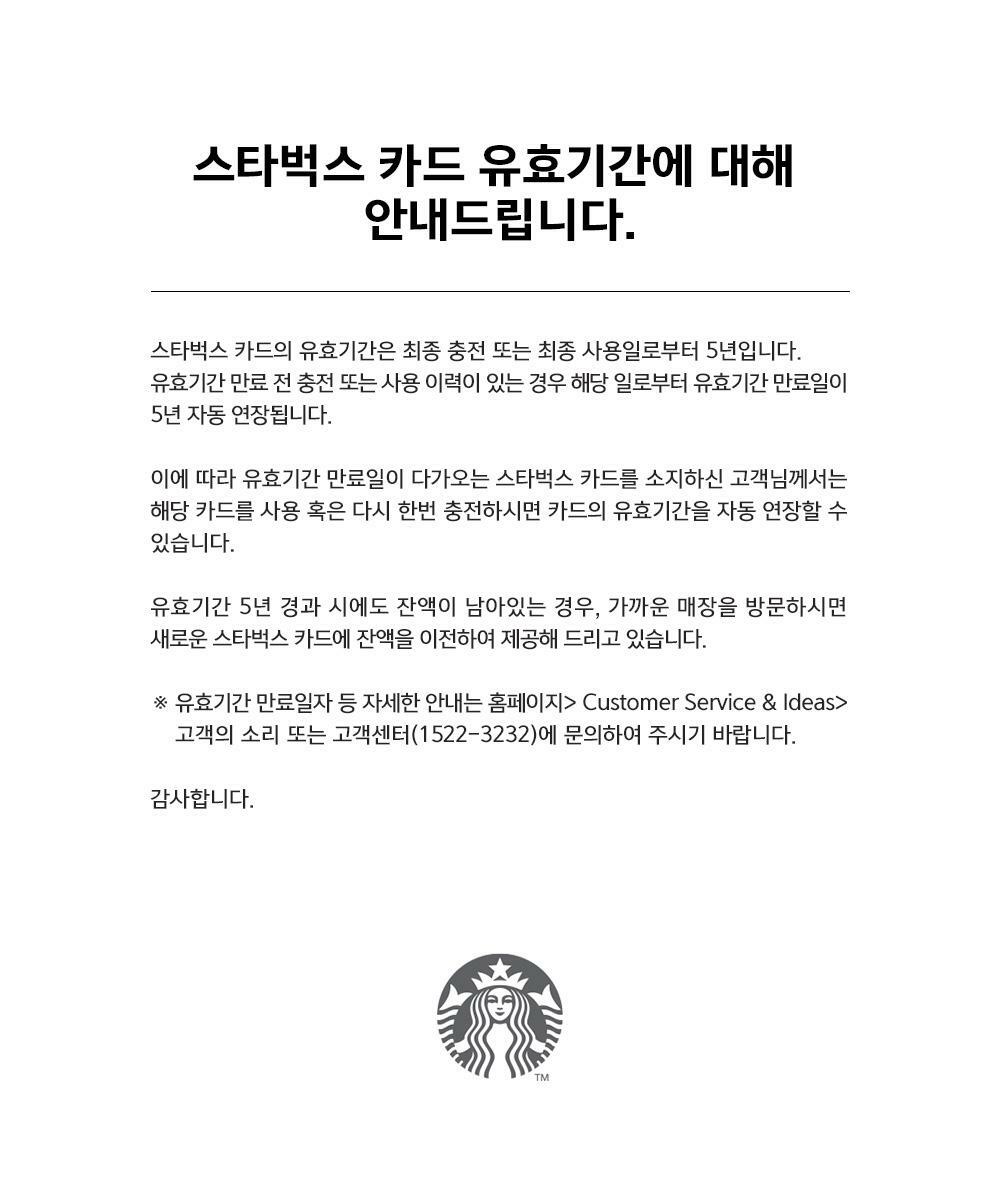 스타벅스 카드 유효기간에 대해
안내드립니다.
스타벅스 카드의 유효기간은 최종 충전 또는 최종 사용일로부터 5년입니다.
유효기간 만료 전 충전 또는 사용 이력이 있는 경우 해당 일로부터 유효기간 만료일이
5년 자동 연장됩니다.
이에 따라 유효기간 만료일이 다가오는 스타벅스 카드를 소지하신 고객님께서는
해당 카드를 사용 혹은 다시 한번 충전하시면 카드의 유효기간을 자동 연장할 수
있습니다.
유효기간 5년 경과 시에도 잔액이 남아있는 경우, 가까운 매장을 방문하시면
새로운 스타벅스 카드에 잔액을 이전하여 제공해 드리고 있습니다.
※ 유효기간 만료일자 등 자세한 안내는 홈페이지> Customer Service & Ideas>
고객의 소리 또는 고객센터(1522-3232)에 문의하여 주시기 바랍니다.
감사합니다.
TM